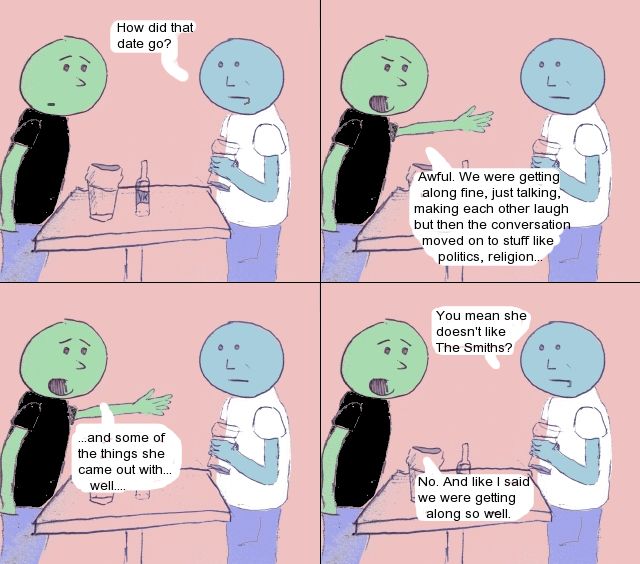 How did that
date go?
Awful. We were getting
along fine, just talking,
making each other laugh
but then the conversation
moved on to stuff like
politics, religion...
...and some of
the things she
came out with...
well....
You mean she
doesn't like
The Smiths?
No. And like I said
we were getting
along so well.